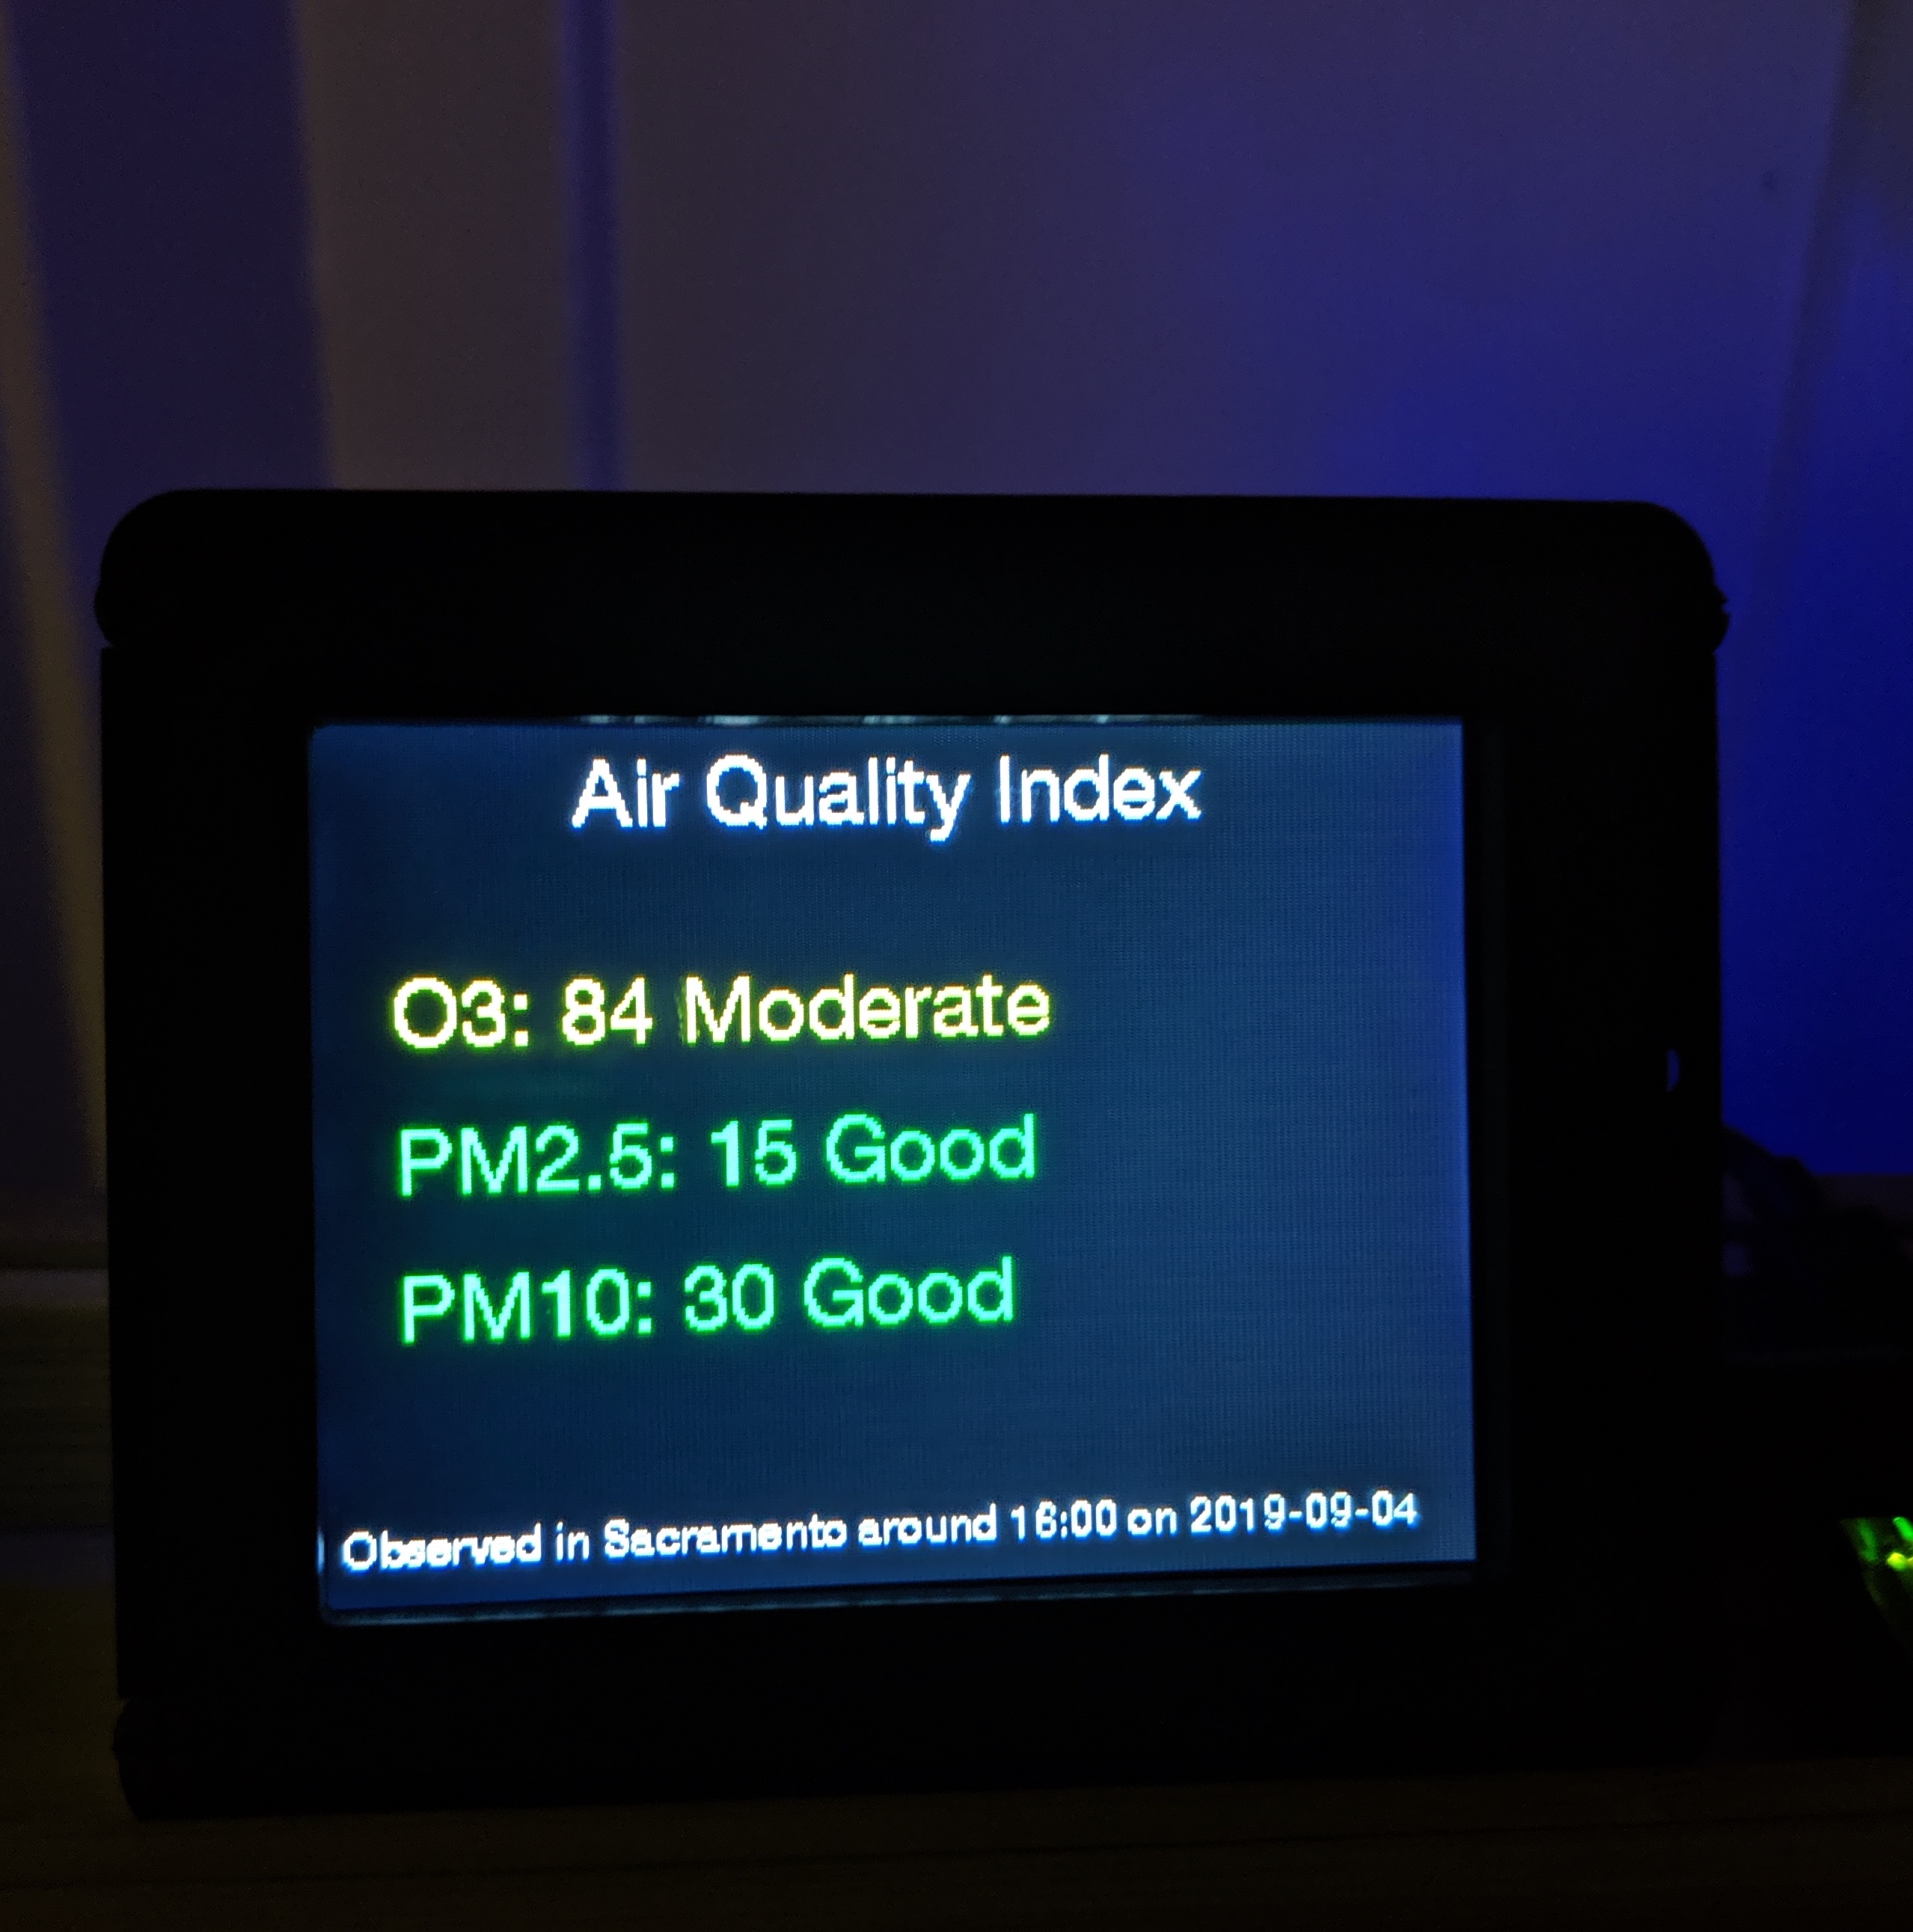 Air Quality Index
O3: 84 Moderate
PM2.5: 15 Good
PM10: 30 Good
Observed in Sacramento around 16:00 on 2019-09-04